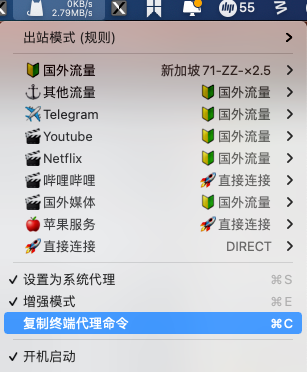 0KB/s
2.79MB/s
55
出站模式 (规则)
国外流量 新加坡 71-ZZ-×2.5
其他流量 国外流量
Telegram 国外流量
Youtube 国外流量
Netflix 国外流量
哔哩哔哩 直接连接
国外媒体 国外流量
苹果服务 直接连接
直接连接 DIRECT
设置为系统代理 ⌘S
增强模式 ⌘E
复制终端代理命令 ⌘C
开机启动